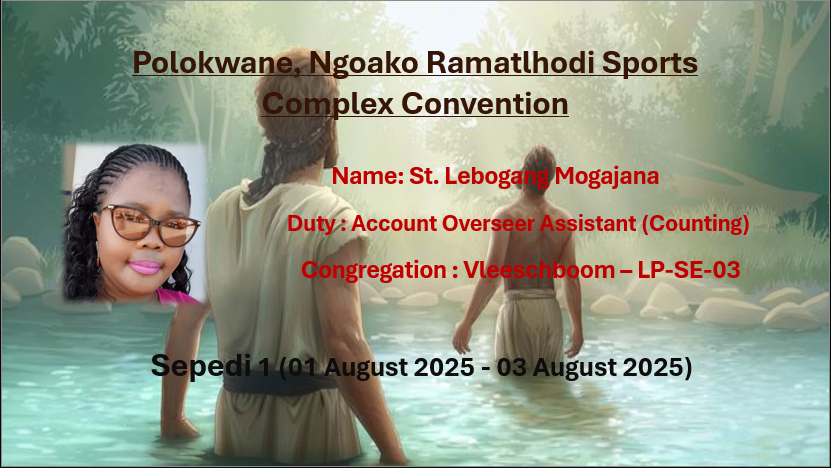 Polokwane, Ngoako Ramatlhodi Sports
Complex Convention
Name: St. Lebogang Mogajana
Duty : Account Overseer Assistant (Counting)
Congregation : Vleeschboom – LP-SE-03
Sepedi 1 (01 August 2025 - 03 August 2025)